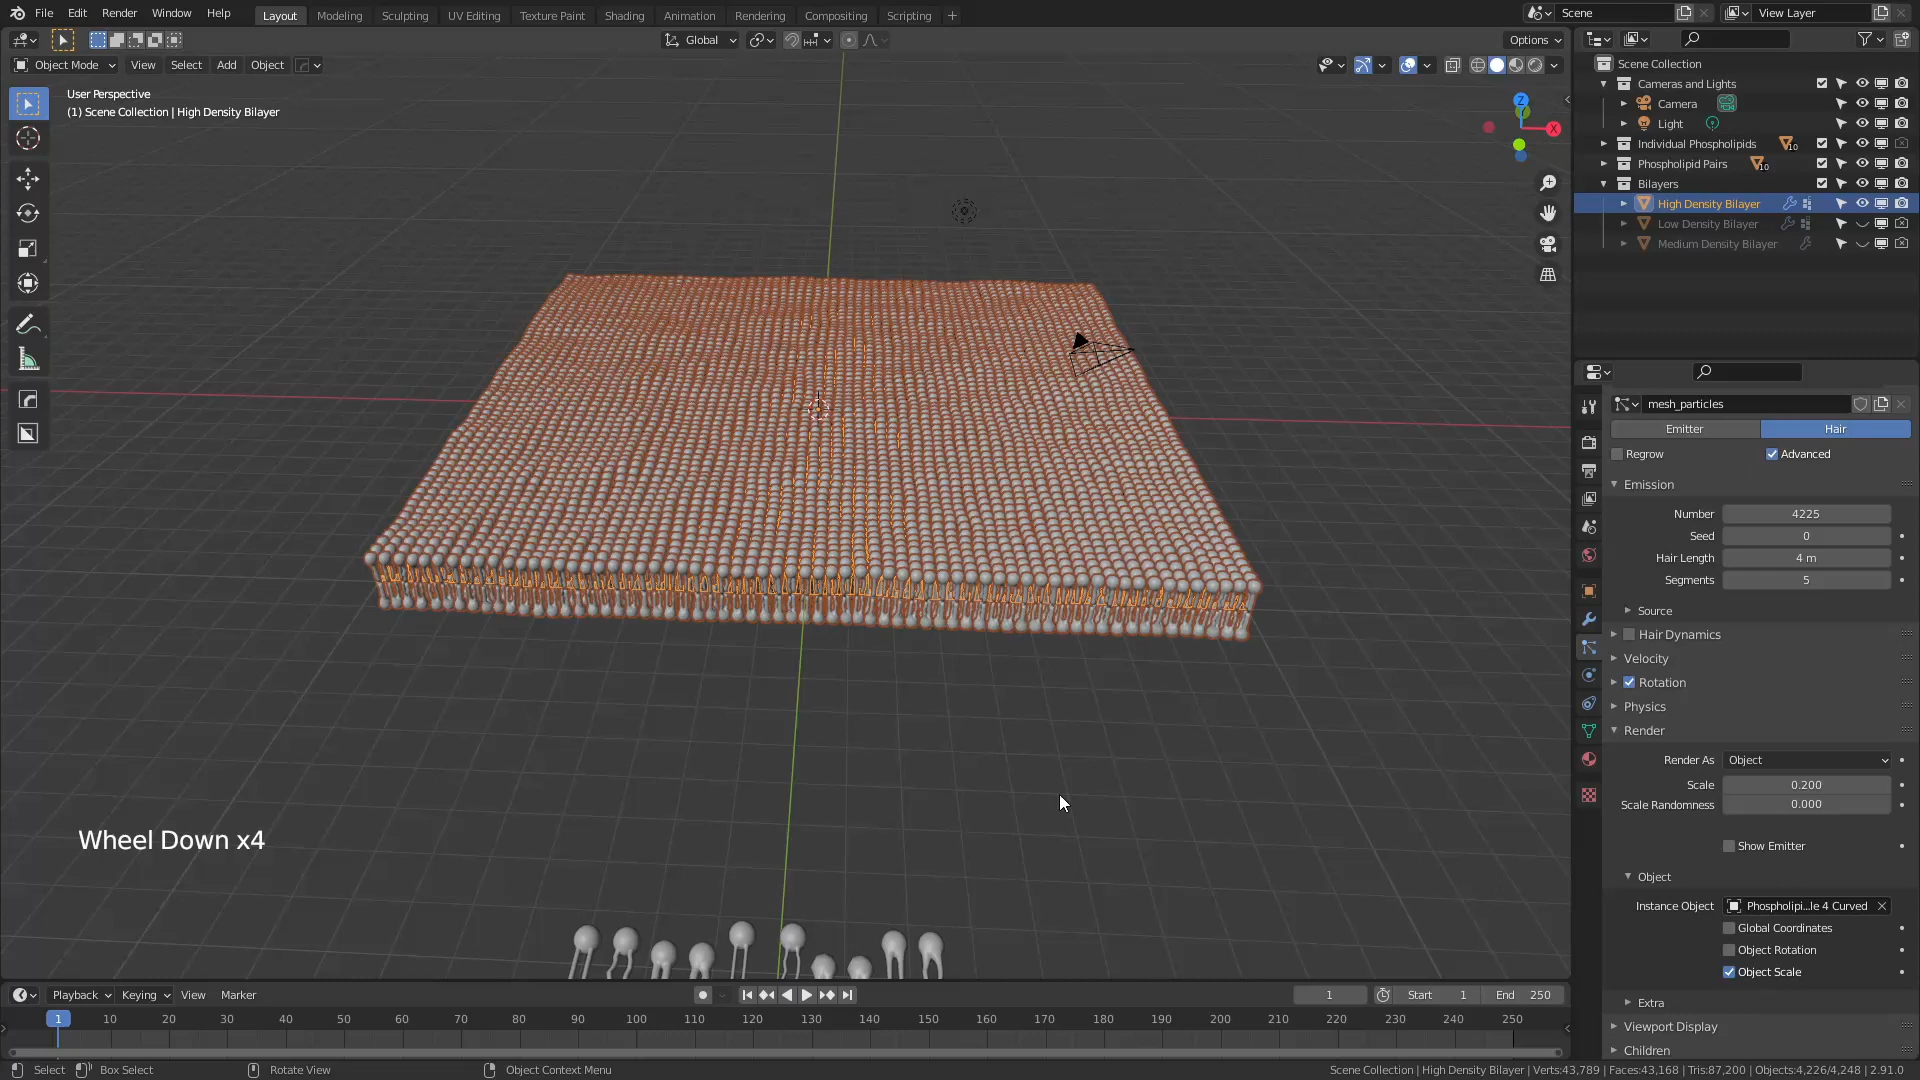 File Edit Render Window Help Layout Modeling Sculpting UV Editing Texture Paint Shading Animation Rendering Compositing Scripting + Scene View Layer
Global Options
Object Mode View Select Add Object
User Perspective
(1) Scene Collection | High Density Bilayer
Z
X
Scene Collection
Cameras and Lights
Camera
Light
Individual Phospholipids 10
Phospholipid Pairs 10
Bilayers
High Density Bilayer
Low Density Bilayer
Medium Density Bilayer
mesh_particles
Emitter Hair
Regrow Advanced
Emission
Number 4225
Seed 0
Hair Length 4 m
Segments 5
Source
Hair Dynamics
Velocity
Rotation
Physics
Render
Render As Object
Scale 0.200
Scale Randomness 0.000
Show Emitter
Object
Instance Object Phospholipi...le 4 Curved
Global Coordinates
Object Rotation
Object Scale
Extra
Viewport Display
Children
Wheel Down x4
Playback Keying View Marker 1 Start 1 End 250
1 10 20 30 40 50 60 70 80 90 100 110 120 130 140 150 160 170 180 190 200 210 220 230 240 250
Select Box Select Rotate View Object Context Menu Scene Collection | High Density Bilayer | Verts:43,789 | Faces:43,168 | Tris:87,200 | Objects:4,226/4,248 | 2.91.0